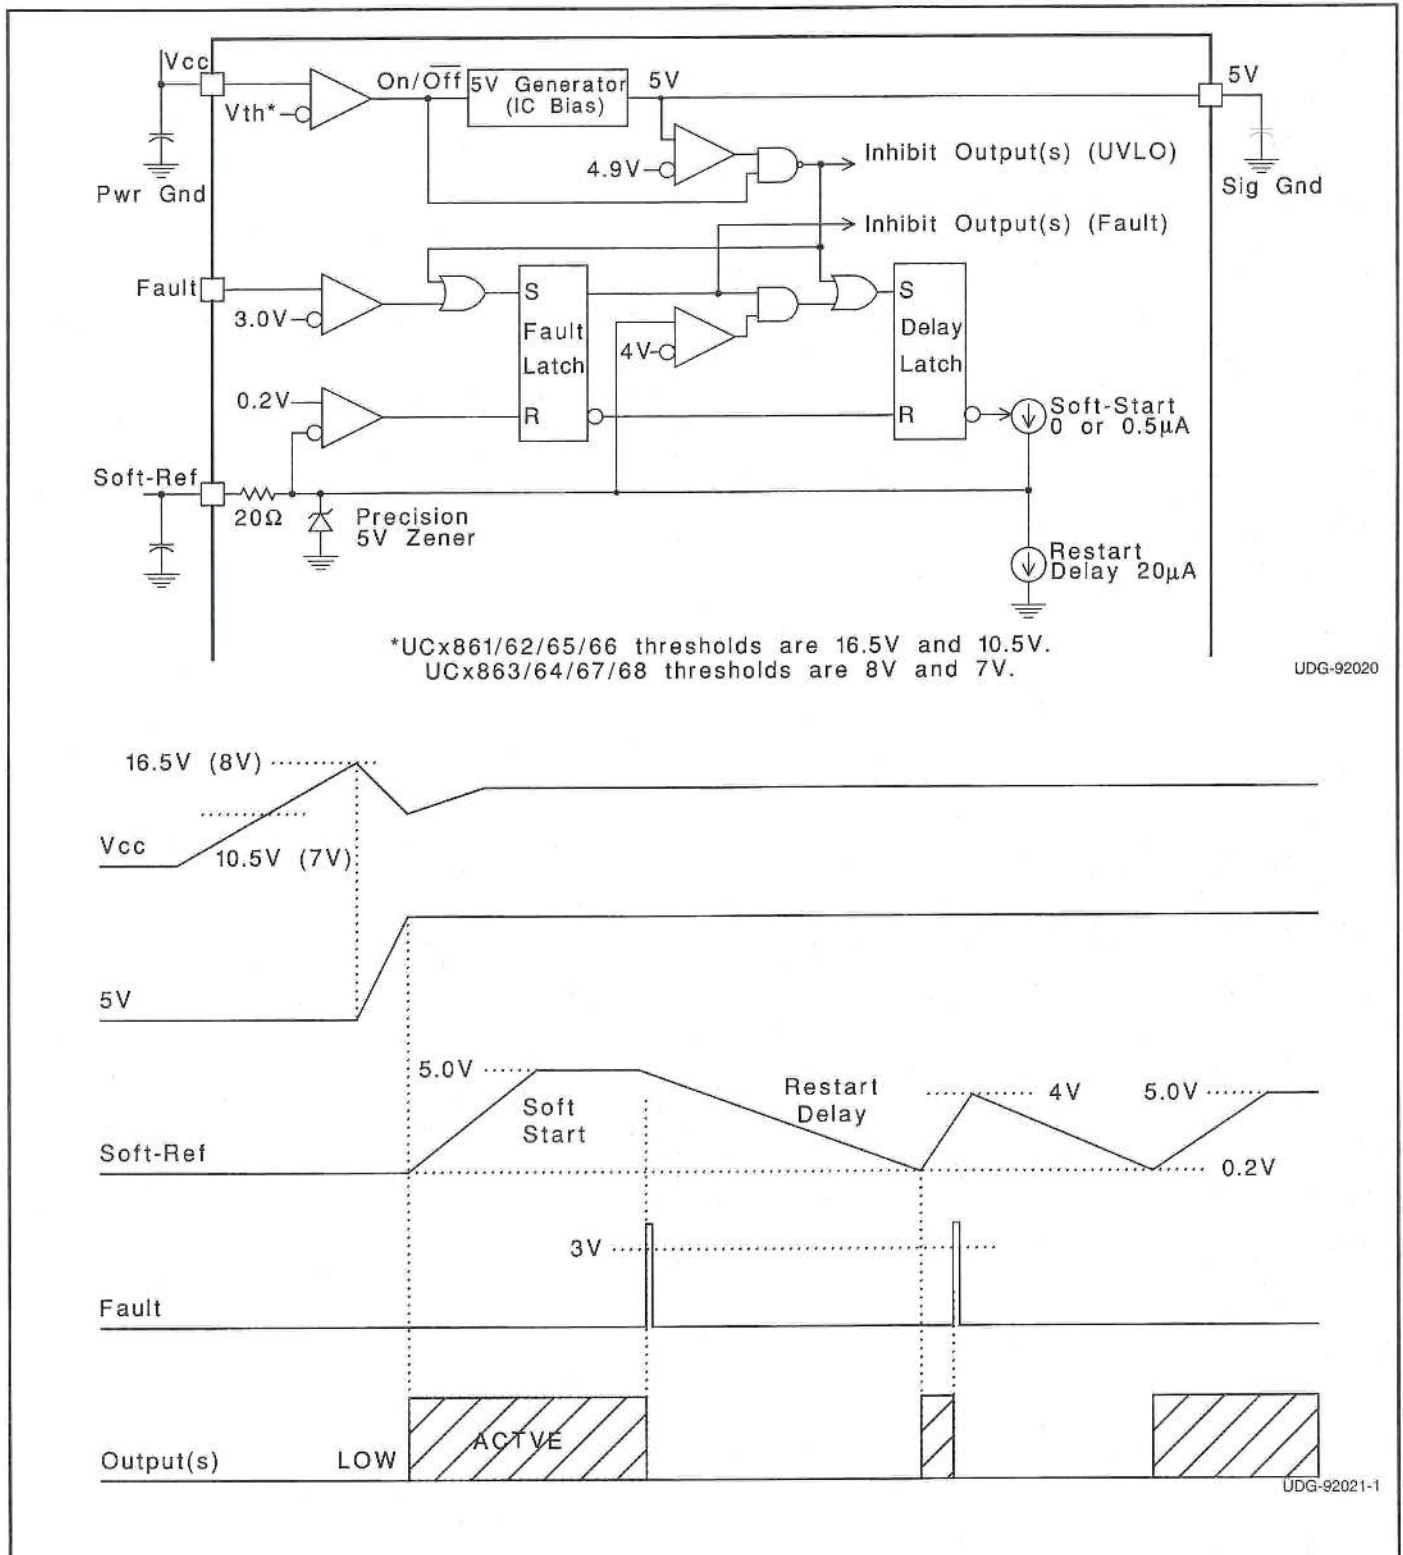 Vcc
On/Off
5V Generator
(IC Bias)
5V
5V
Vth*
4.9V
Inhibit Output(s) (UVLO)
Pwr Gnd
Sig Gnd
Inhibit Output(s) (Fault)
Fault
3.0V
S
Fault
Latch
R
4V
S
Delay
Latch
R
0.2V
Soft-Start
0 or 0.5µA
Soft-Ref
20Ω
Precision
5V Zener
Restart
Delay 20µA
*UCx861/62/65/66 thresholds are 16.5V and 10.5V.
UCx863/64/67/68 thresholds are 8V and 7V.
UDG-92020
16.5V (8V)
Vcc
10.5V (7V)
5V
5.0V
Soft
Start
Restart
Delay
4V
5.0V
Soft-Ref
0.2V
3V
Fault
ACTVE
Output(s)
LOW
UDG-92021-1